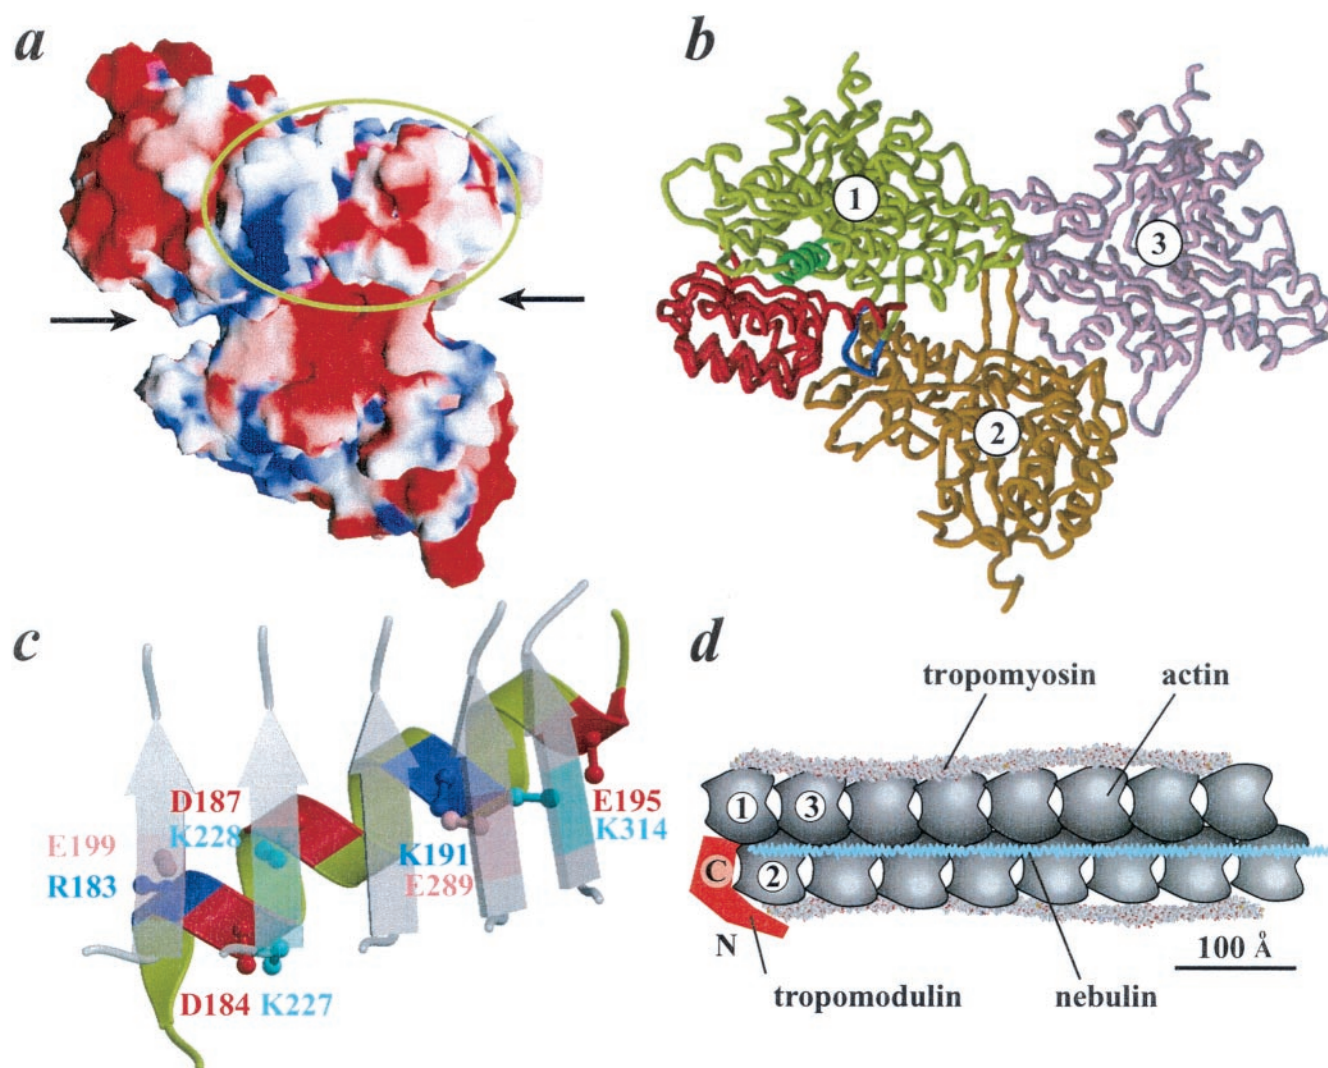 a
b
1
3
2
c
D187
E199
K228
R183
K191
E289
E195
K314
D184 K227
d
tropomyosin
actin
1
3
C
2
N
100 Å
tropomodulin
nebulin